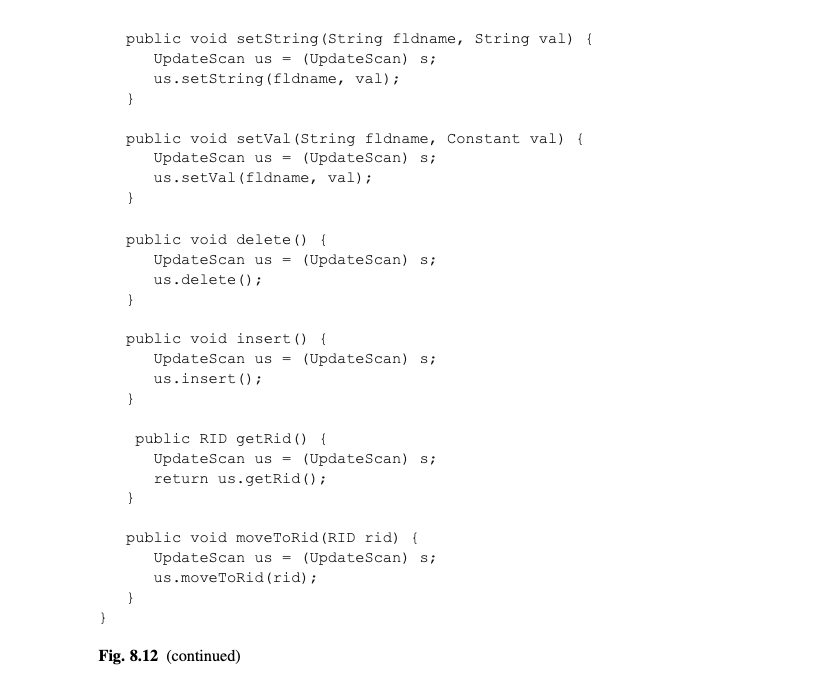 public void setString(String fldname, String val) {
UpdateScan us = (UpdateScan) s;
us.setString(fldname, val);
}
public void setVal(String fldname, Constant val) {
UpdateScan us = (UpdateScan) s;
us.setVal(fldname, val);
}
public void delete() {
UpdateScan us = (UpdateScan) s;
us.delete();
}
public void insert() {
UpdateScan us = (UpdateScan) s;
us.insert();
}
public RID getRid() {
UpdateScan us = (UpdateScan) s;
return us.getRid();
}
public void moveToRid(RID rid) {
UpdateScan us = (UpdateScan) s;
us.moveToRid(rid);
}
}
Fig. 8.12 (continued)